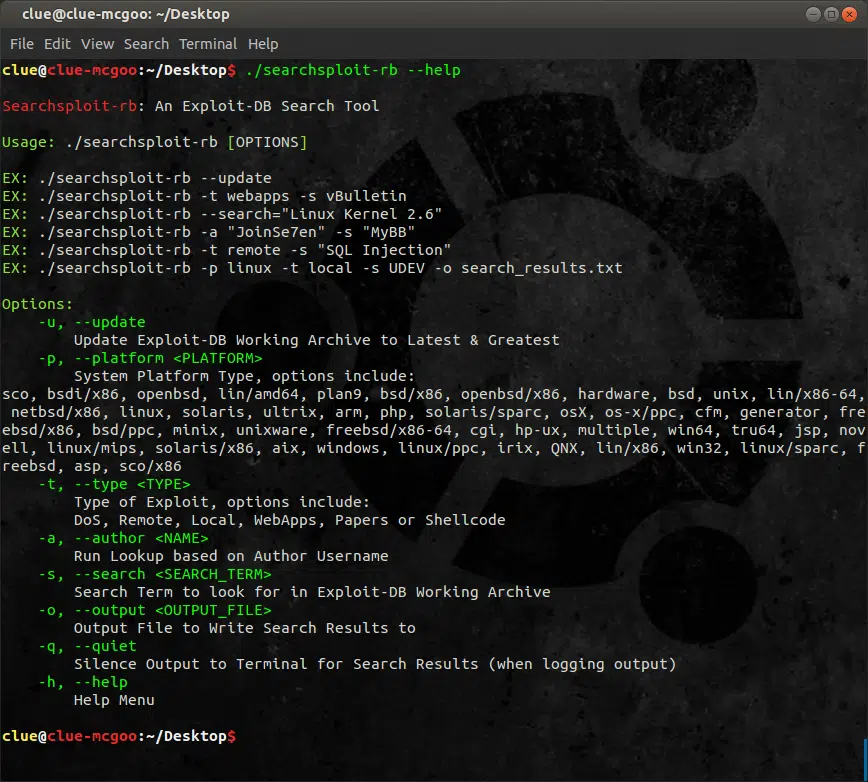 clue@clue-mcgoo: ~/Desktop
File Edit View Search Terminal Help
clue@clue-mcgoo:~/Desktop$ ./searchsploit-rb --help
Searchsploit-rb: An Exploit-DB Search Tool
Usage: ./searchsploit-rb [OPTIONS]
EX: ./searchsploit-rb --update
EX: ./searchsploit-rb -t webapps -s vBulletin
EX: ./searchsploit-rb --search="Linux Kernel 2.6"
EX: ./searchsploit-rb -a "JoinSe7en" -s "MyBB"
EX: ./searchsploit-rb -t remote -s "SQL Injection"
EX: ./searchsploit-rb -p linux -t local -s UDEV -o search_results.txt
Options:
-u, --update
Update Exploit-DB Working Archive to Latest & Greatest
-p, --platform <PLATFORM>
System Platform Type, options include:
sco, bsdi/x86, openbsd, lin/amd64, plan9, bsd/x86, openbsd/x86, hardware, bsd, unix, lin/x86-64,
netbsd/x86, linux, solaris, ultrix, arm, php, solaris/sparc, osX, os-x/ppc, cfm, generator, fre
ebsd/x86, bsd/ppc, minix, unixware, freebsd/x86-64, cgi, hp-ux, multiple, win64, tru64, jsp, nov
ell, linux/mips, solaris/x86, aix, windows, linux/ppc, irix, QNX, lin/x86, win32, linux/sparc, f
reebsd, asp, sco/x86
-t, --type <TYPE>
Type of Exploit, options include:
DoS, Remote, Local, WebApps, Papers or Shellcode
-a, --author <NAME>
Run Lookup based on Author Username
-s, --search <SEARCH_TERM>
Search Term to look for in Exploit-DB Working Archive
-o, --output <OUTPUT_FILE>
Output File to Write Search Results to
-q, --quiet
Silence Output to Terminal for Search Results (when logging output)
-h, --help
Help Menu
clue@clue-mcgoo:~/Desktop$